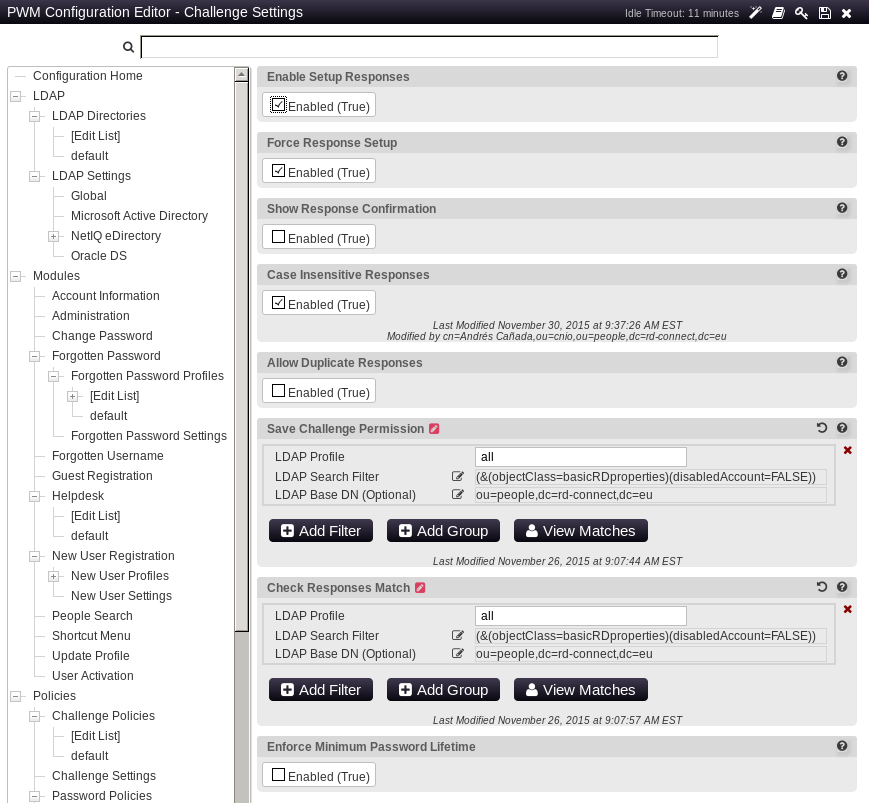 PWM Configuration Editor - Challenge Settings
Idle Timeout: 11 minutes
Configuration Home
LDAP
LDAP Directories
[Edit List]
default
LDAP Settings
Global
Microsoft Active Directory
NetIQ eDirectory
Oracle DS
Modules
Account Information
Administration
Change Password
Forgotten Password
Forgotten Password Profiles
[Edit List]
default
Forgotten Password Settings
Forgotten Username
Guest Registration
Helpdesk
[Edit List]
default
New User Registration
New User Profiles
New User Settings
People Search
Shortcut Menu
Update Profile
User Activation
Policies
Challenge Policies
[Edit List]
default
Challenge Settings
Password Policies
Enable Setup Responses
Enabled (True)
Force Response Setup
Enabled (True)
Show Response Confirmation
Enabled (True)
Case Insensitive Responses
Enabled (True)
Last Modified November 30, 2015 at 9:37:26 AM EST
Modified by cn=Andrés Cañada,ou=cnio,ou=people,dc=rd-connect,dc=eu
Allow Duplicate Responses
Enabled (True)
Save Challenge Permission
LDAP Profile all
LDAP Search Filter (&(objectClass=basicRDproperties)(disabledAccount=FALSE))
LDAP Base DN (Optional) ou=people,dc=rd-connect,dc=eu
Add Filter Add Group View Matches
Last Modified November 26, 2015 at 9:07:44 AM EST
Check Responses Match
LDAP Profile all
LDAP Search Filter (&(objectClass=basicRDproperties)(disabledAccount=FALSE))
LDAP Base DN (Optional) ou=people,dc=rd-connect,dc=eu
Add Filter Add Group View Matches
Last Modified November 26, 2015 at 9:07:57 AM EST
Enforce Minimum Password Lifetime
Enabled (True)